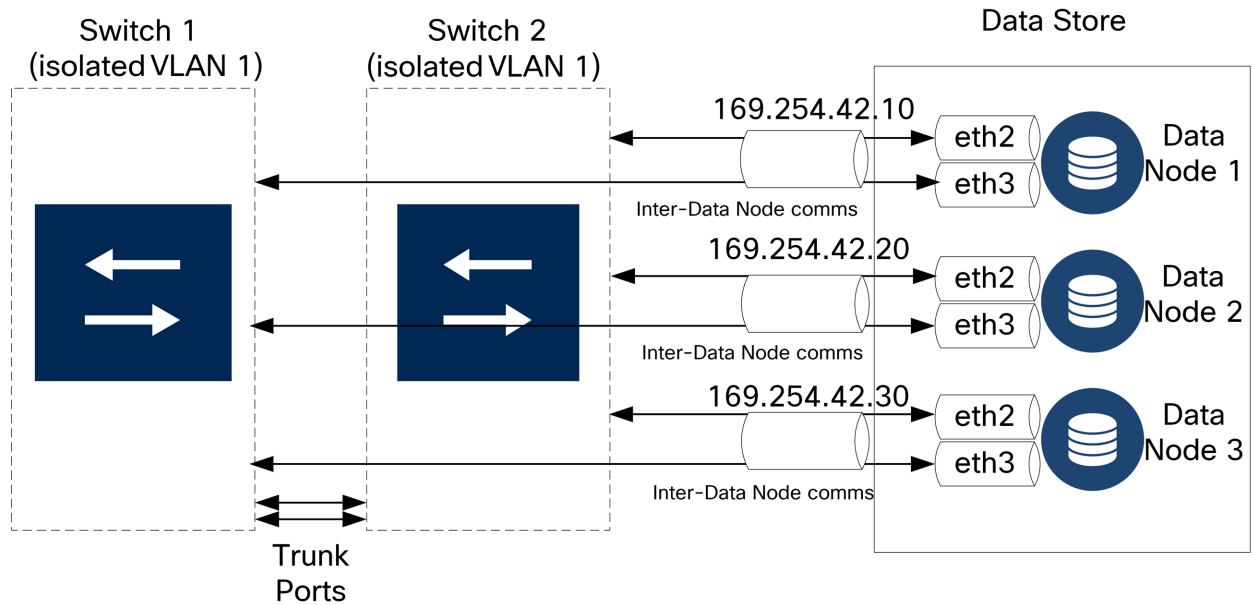 Switch 1
(isolated VLAN 1)
Switch 2
(isolated VLAN 1)
Data Store
169.254.42.10
eth2
eth3
Data
Node 1
Inter-Data Node comms
169.254.42.20
eth2
eth3
Data
Node 2
Inter-Data Node comms
169.254.42.30
eth2
eth3
Data
Node 3
Inter-Data Node comms
Trunk
Ports